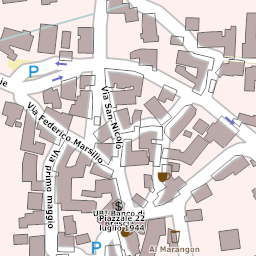 P
Via San Nicolò
Via Federico Marsilio
Via primo maggio
$
UBI Banco di
Piazzale 22
luglio 1944
P
Al Marangon